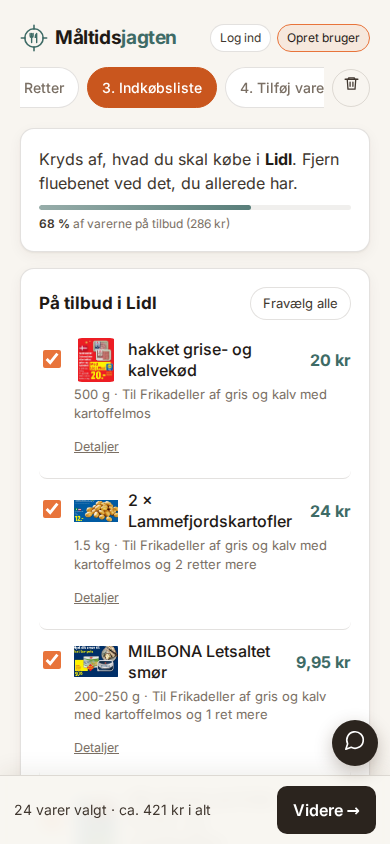 Måltidsjagten
Log ind
Opret bruger
Retter
3. Indkøbsliste
4. Tilføj vare
Kryds af, hvad du skal købe i Lidl. Fjern
fluebenet ved det, du allerede har.
68 % af varerne på tilbud (286 kr)
På tilbud i Lidl
Fravælg alle
hakket grise- og
kalvekød
20 kr
500 g · Til Frikadeller af gris og kalv med
kartoffelmos
Detaljer
2 ×
Lammefjordskartofler
24 kr
1.5 kg · Til Frikadeller af gris og kalv med
kartoffelmos og 2 retter mere
Detaljer
MILBONA Letsaltet
smør
9,95 kr
200-250 g · Til Frikadeller af gris og kalv
med kartoffelmos og 1 ret mere
Detaljer
24 varer valgt · ca. 421 kr i alt
Videre →